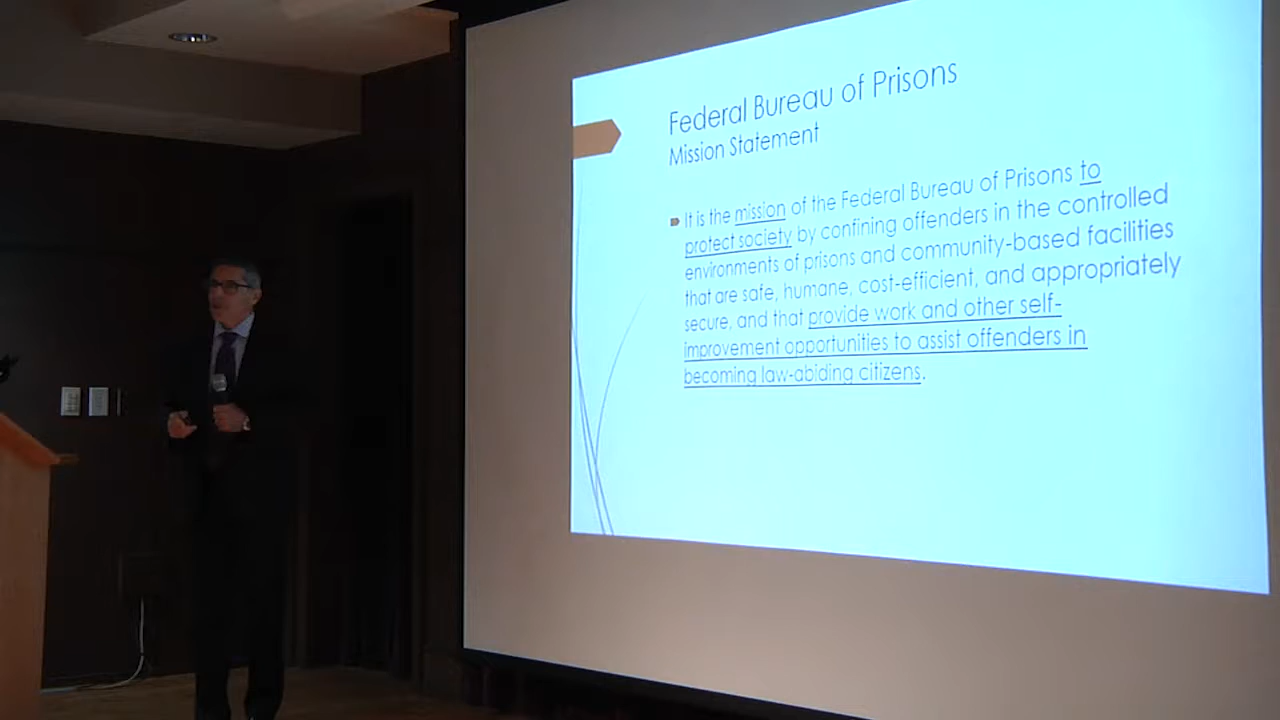 Federal Bureau of Prisons
Mission Statement
It is the mission of the Federal Bureau of Prisons to
protect society by confining offenders in the controlled
environments of prisons and community-based facilities
that are safe, humane, cost-efficient, and appropriately
secure, and that provide work and other self-
improvement opportunities to assist offenders in
becoming law-abiding citizens.